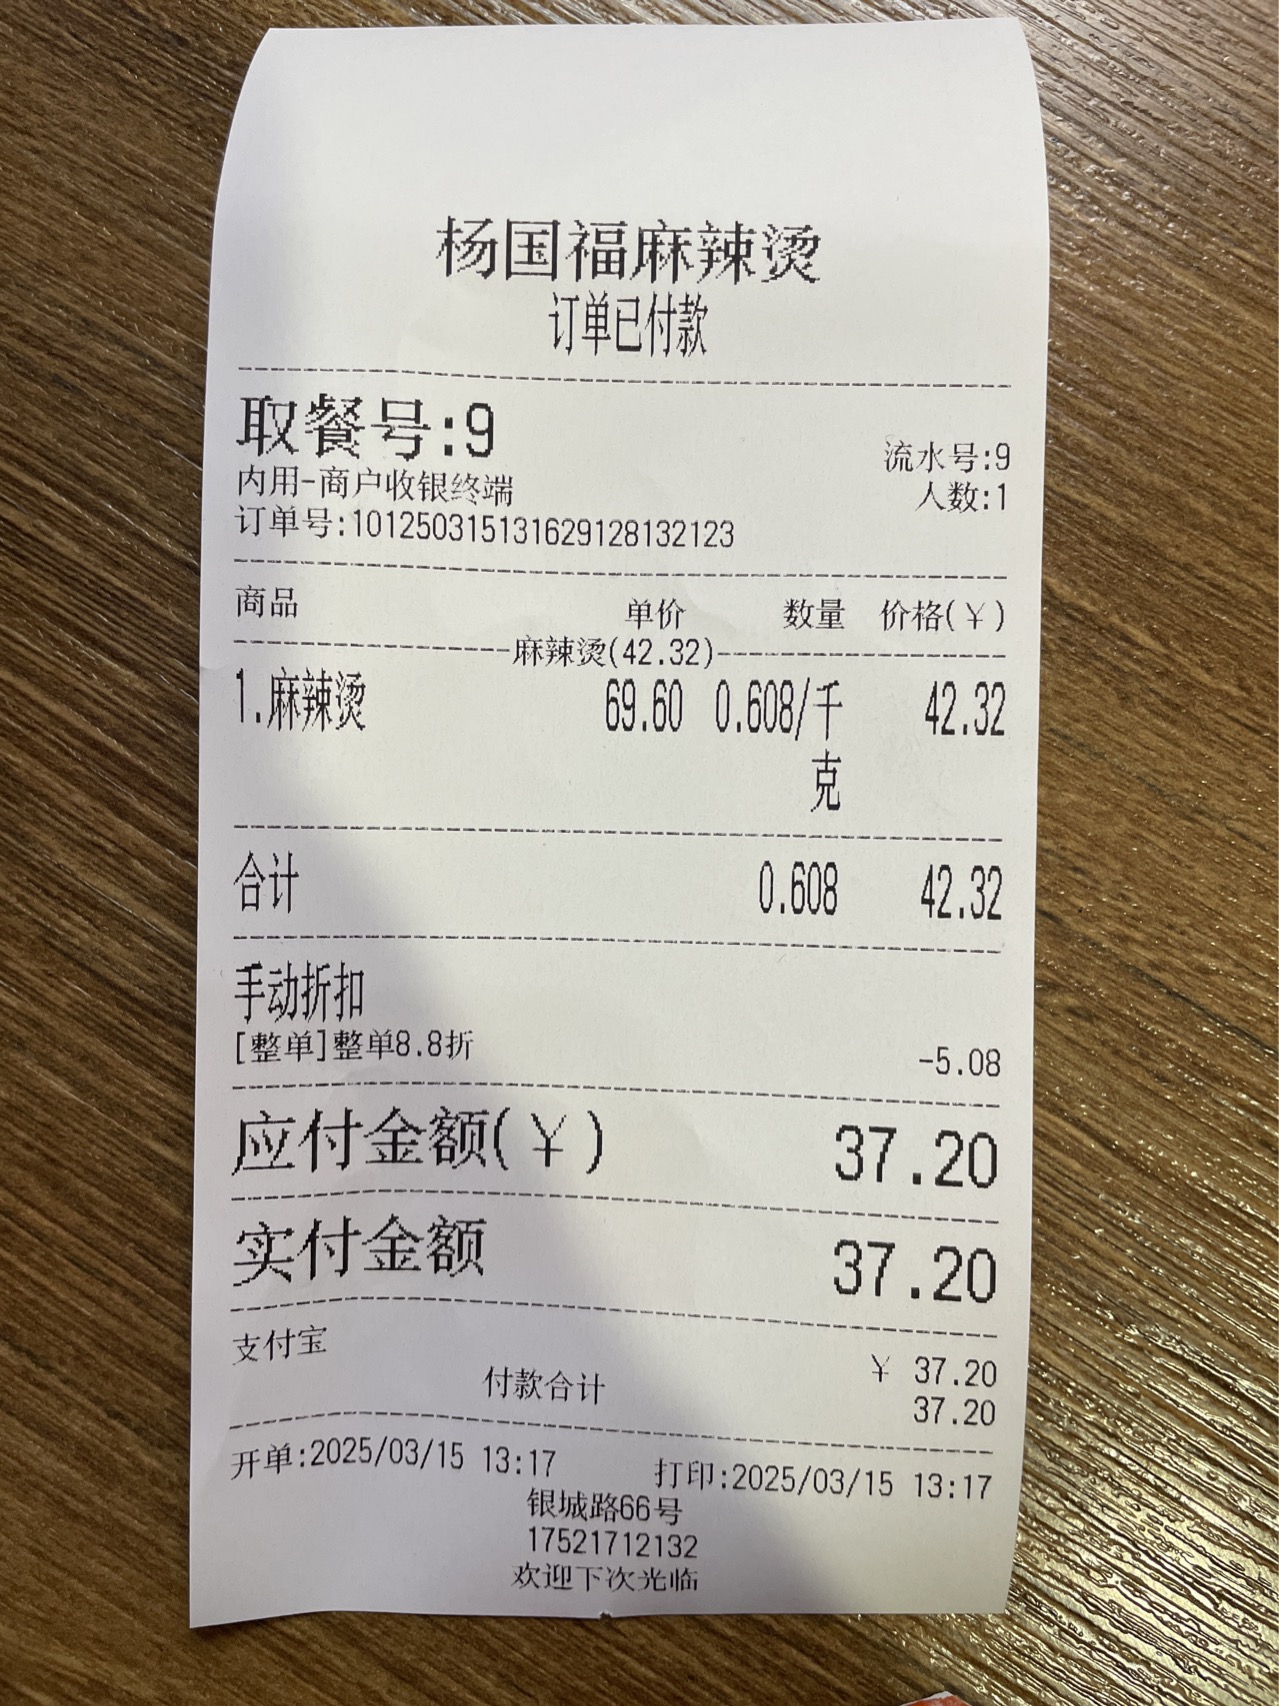 杨国福麻辣烫
订单已付款
取餐号:9
流水号:9
内用-商户收银终端
人数:1
订单号:101250315131629128132123
商品 单价 数量 价格(￥)
麻辣烫(42.32)
1.麻辣烫 69.60 0.608/千克 42.32
合计 0.608 42.32
手动折扣
[整单]整单8.8折 -5.08
应付金额(￥) 37.20
实付金额 37.20
支付宝 ￥ 37.20
付款合计 37.20
开单:2025/03/15 13:17 打印:2025/03/15 13:17
银城路66号
17521712132
欢迎下次光临